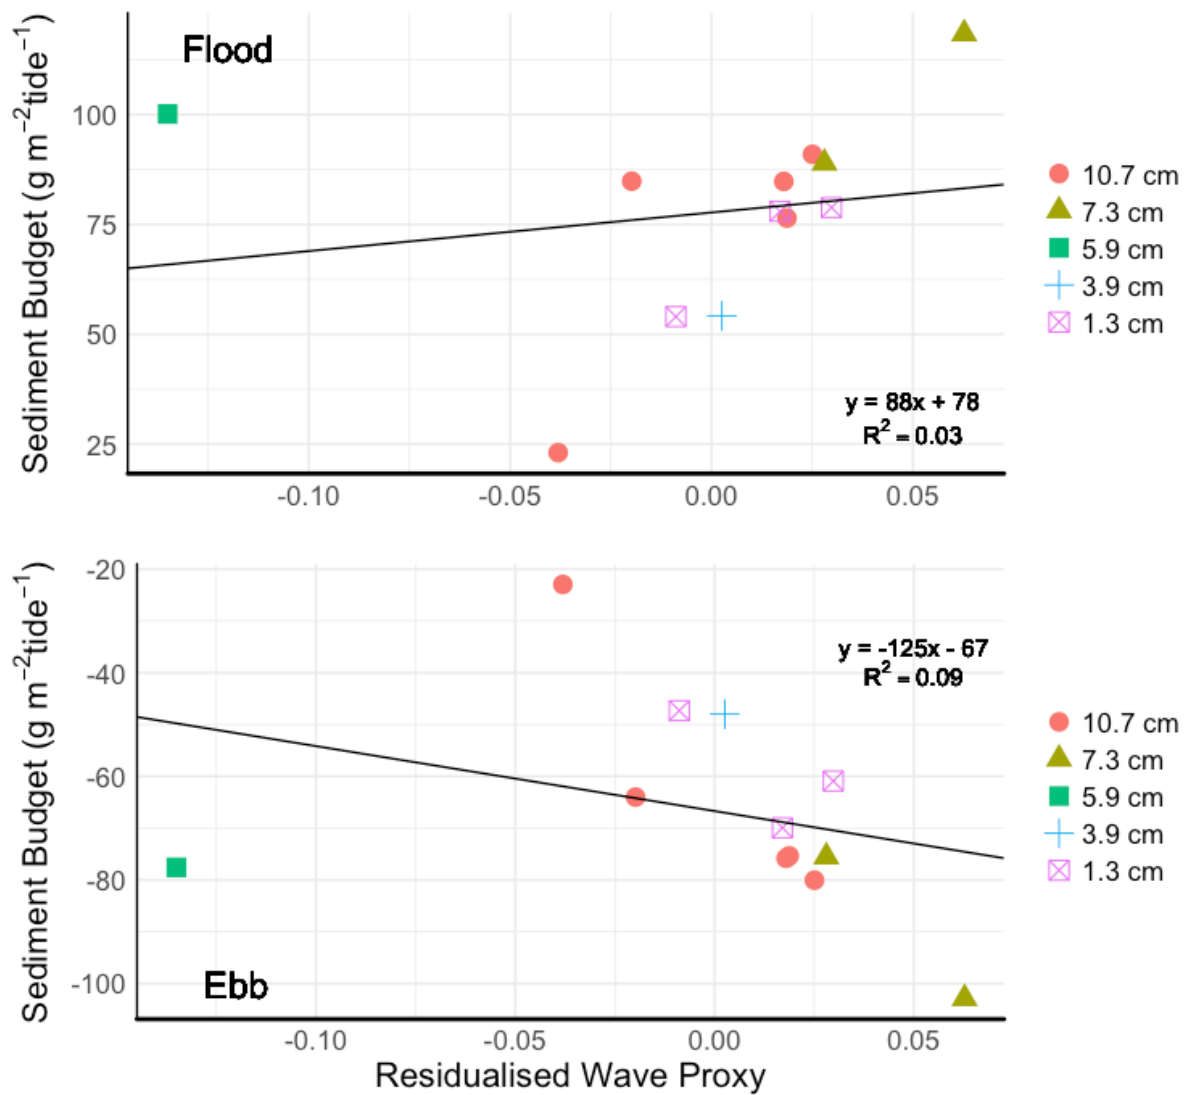 Flood
Sediment Budget (g m⁻²tide⁻¹)
100
75
50
25
-0.10
-0.05
0.00
0.05
y = 88x + 78
R² = 0.03
10.7 cm
7.3 cm
5.9 cm
3.9 cm
1.3 cm
Ebb
Sediment Budget (g m⁻²tide⁻¹)
-20
-40
-60
-80
-100
y = -125x - 67
R² = 0.09
-0.10
-0.05
0.00
0.05
Residualised Wave Proxy
10.7 cm
7.3 cm
5.9 cm
3.9 cm
1.3 cm